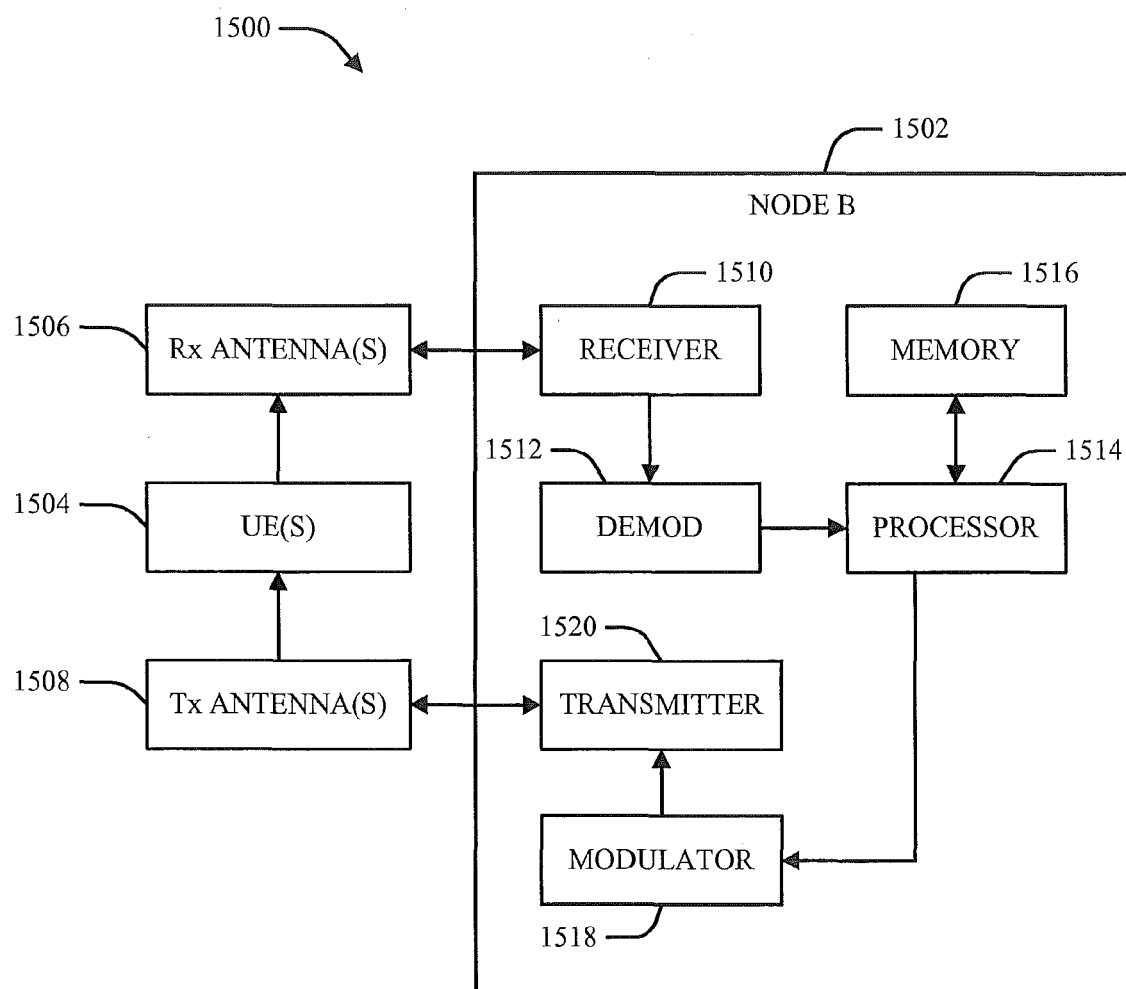 1500
1502
NODE B
1510
1516
1506
Rx ANTENNA(S)
RECEIVER
MEMORY
1512
1514
1504
UE(S)
DEMOD
PROCESSOR
1520
1508
Tx ANTENNA(S)
TRANSMITTER
MODULATOR
1518